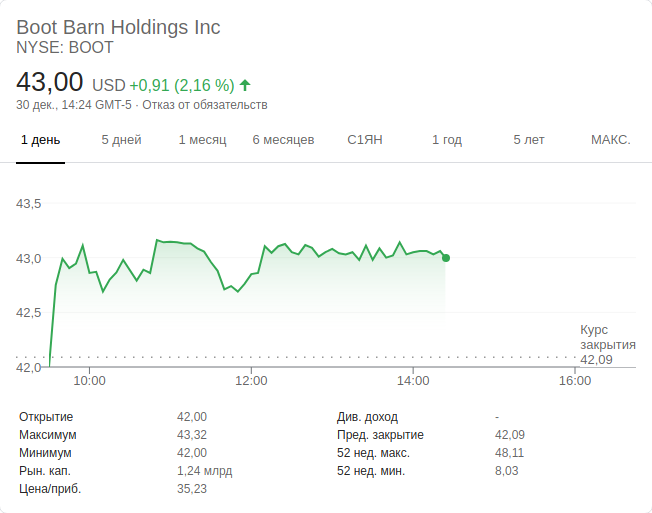 Boot Barn Holdings Inc
NYSE: BOOT
43,00 USD +0,91 (2,16 %)
30 дек., 14:24 GMT-5 · Отказ от обязательств
1 день 5 дней 1 месяц 6 месяцев С1ЯН 1 год 5 лет МАКС.
43,5
43,0
42,5
42,0
Курс
закрытия
42,09
10:00 12:00 14:00 16:00
Открытие 42,00 Див. доход -
Максимум 43,32 Пред. закрытие 42,09
Минимум 42,00 52 нед. макс. 48,11
Рын. кап. 1,24 млрд 52 нед. мин. 8,03
Цена/приб. 35,23